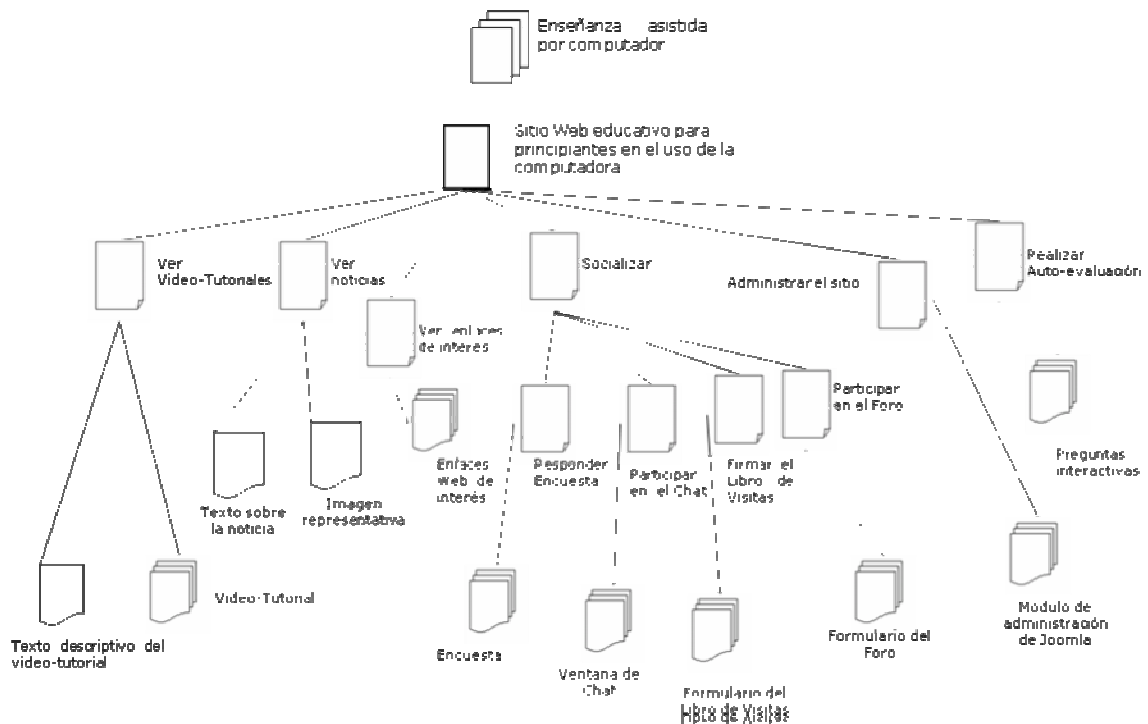 Enseñanza asistida
por computador
Sitio Web educativo para
principiantes en el uso de la
computadora
Ver
Video-Tutoriales
Ver
noticias
Socializar
Administrar el sitio
Realizar
Auto-evaluación
Ver enlaces
de interés
Participar
en el Foro
Enlaces
Web de
interés
Responder
Encuesta
Participar
en el Chat
Firmar el
Libro de
Visitas
Preguntas
interactivas
Texto sobre
la noticia
Imagen
representativa
Video-Tutorial
Texto descriptivo del
video-tutorial
Encuesta
Ventana de
Chat
Formulario del
Libro de Visitas
Formulario del
Foro
Módulo de
administración
de Joomla